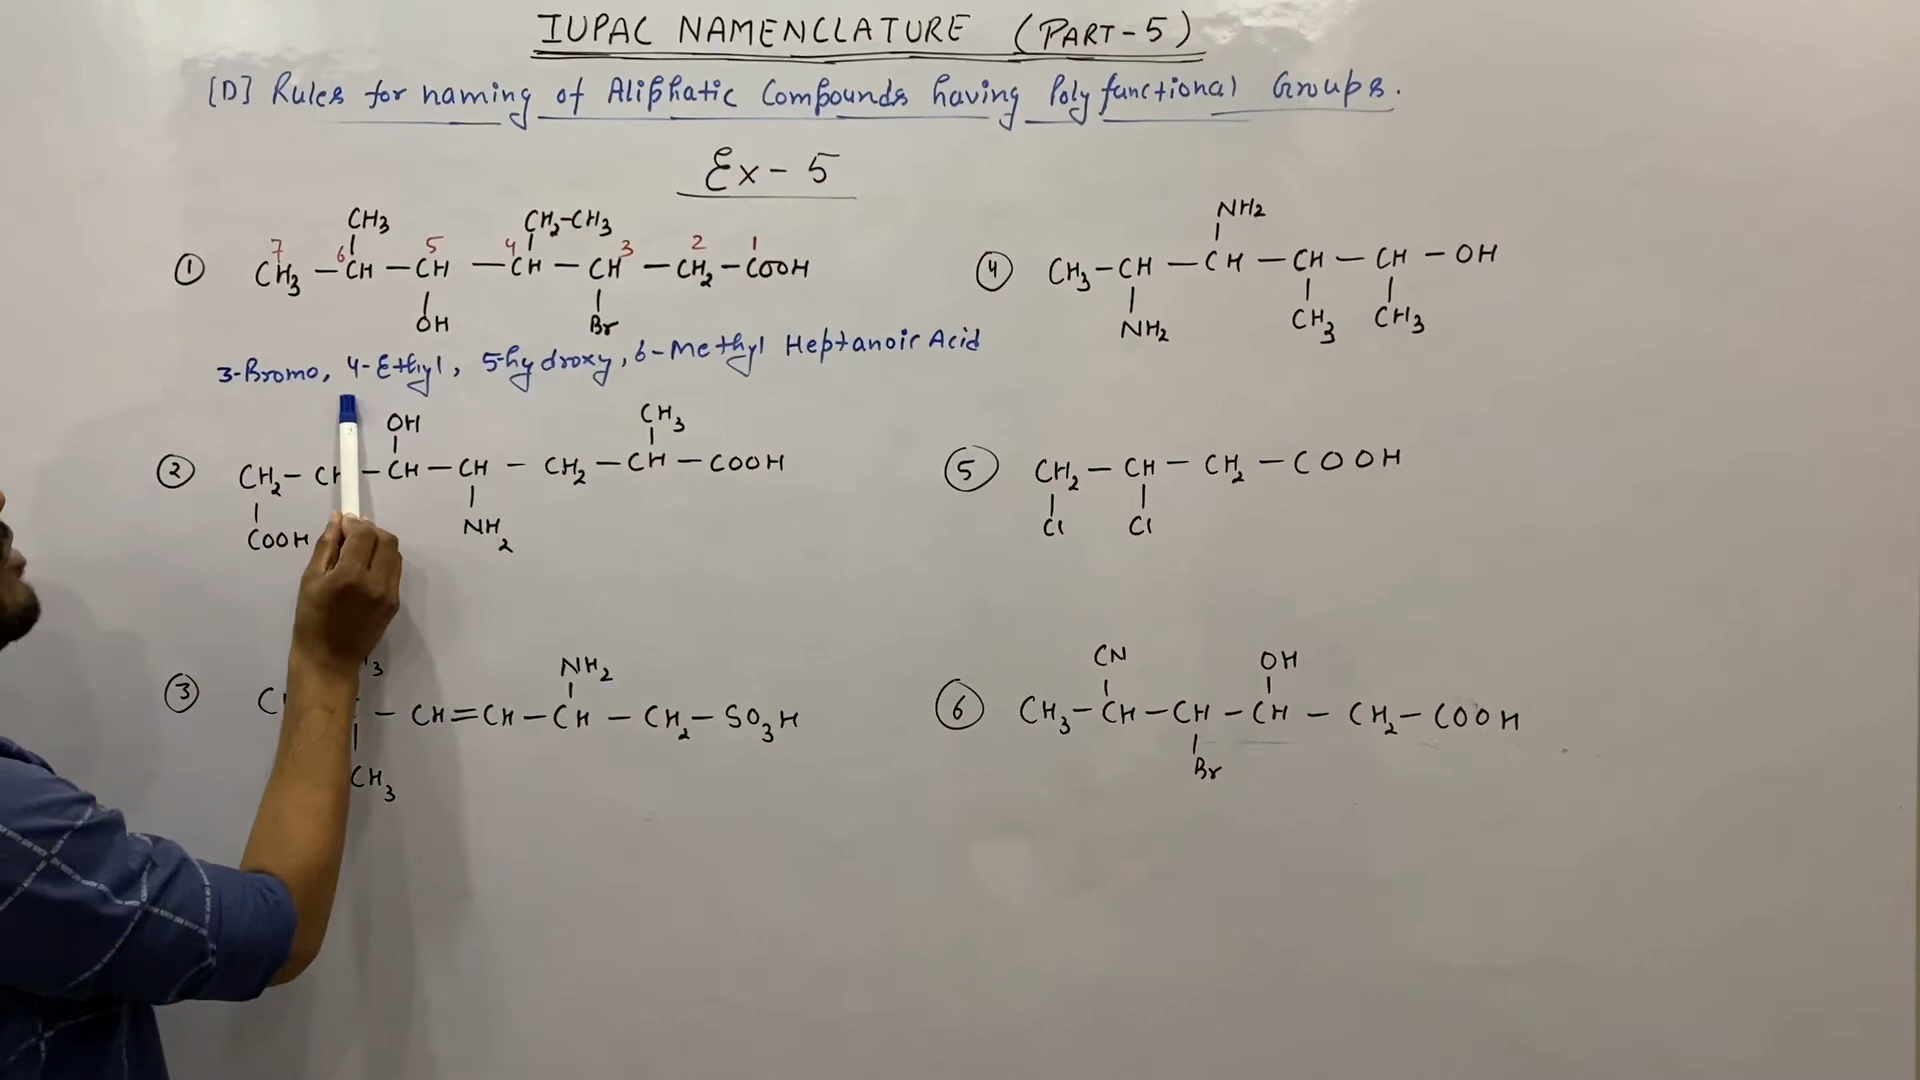 IUPAC NAMENCLATURE (PART-5)
[D] Rules for naming of Aliphatic Compounds having Poly functional Groups.
Ex - 5
① CH3 – CH – CH – CH – CH – CH2 – COOH
CH3
CH2-CH3
7 6 5 4 3 2 1
OH
Br
3-Bromo, 4-Ethyl, 5-hydroxy, 6-Methyl Heptanoic Acid
OH
CH3
② CH2 – CH – CH – CH – CH2 – CH – COOH
COOH
NH2
3
NH2
③ – CH=CH – CH – CH2 – SO3H
CH3
NH2
④ CH3 – CH – CH – CH – CH – OH
NH2
CH3
CH3
⑤ CH2 – CH – CH2 – COOH
Cl
Cl
CN
OH
⑥ CH3 – CH – CH – CH – CH2 – COOH
Br